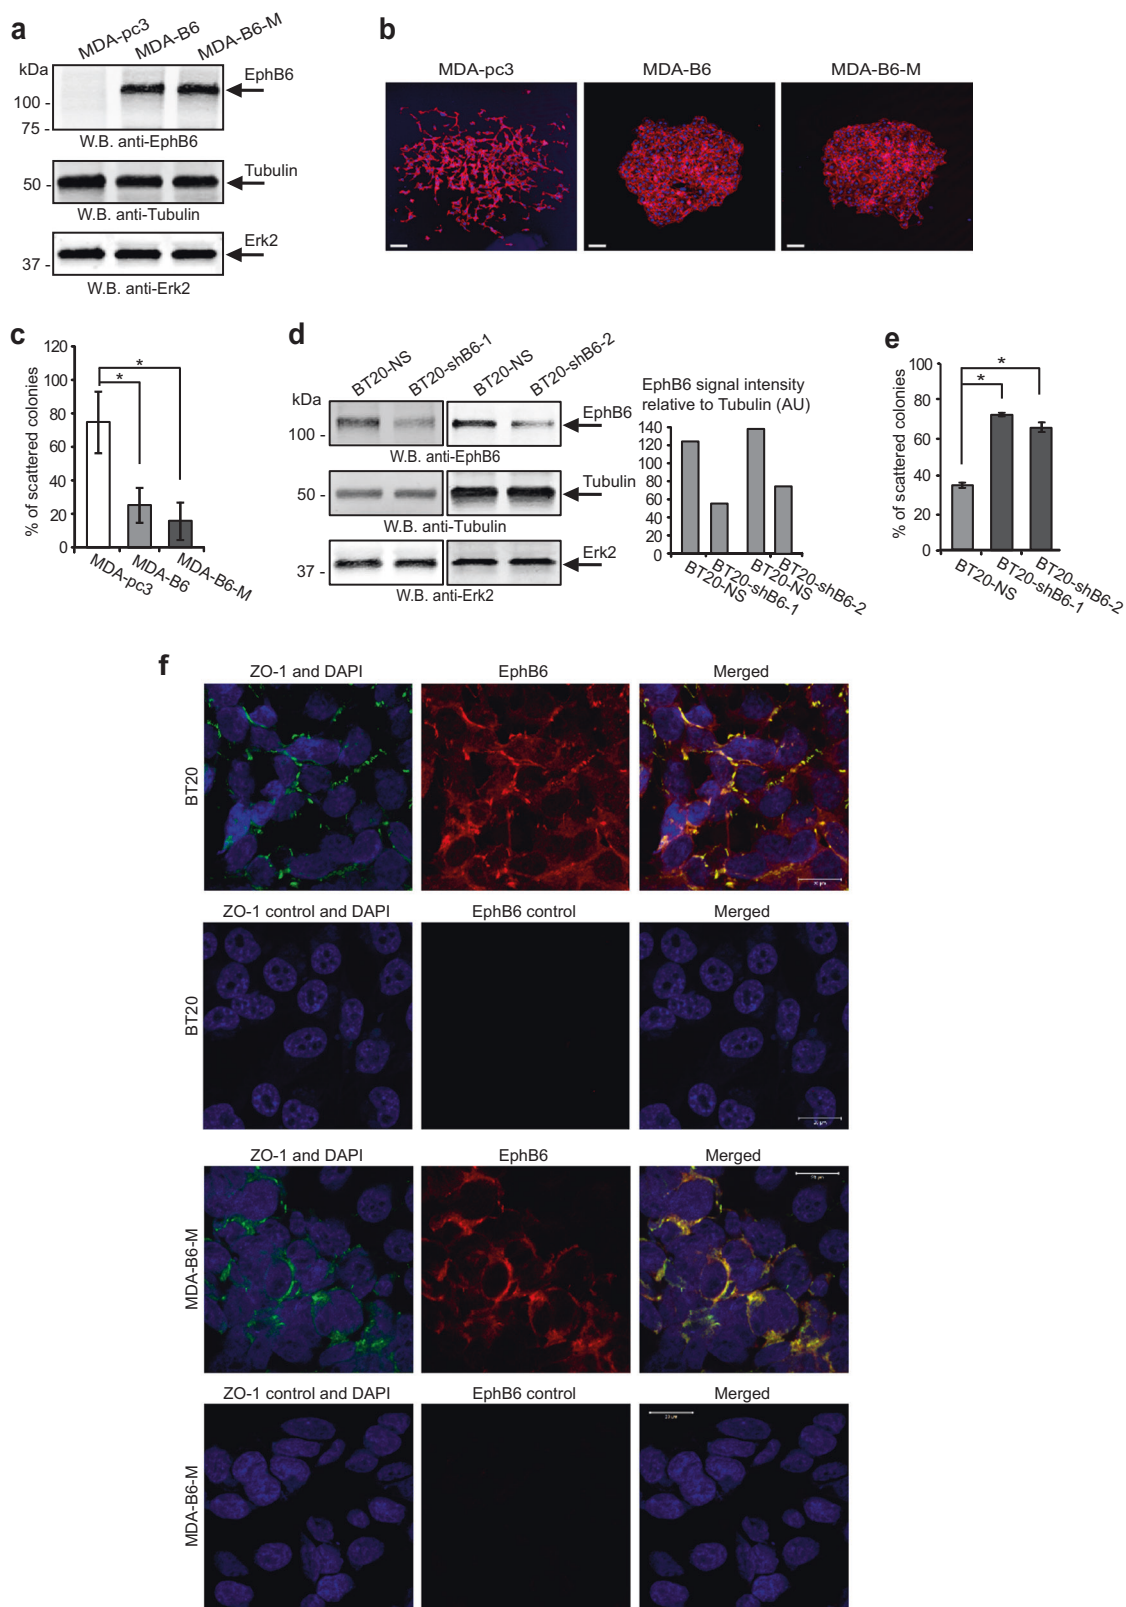 a
MDA-pc3 MDA-B6 MDA-B6-M
kDa
EphB6
100 -
75 -
W.B. anti-EphB6
Tubulin
50 -
W.B. anti-Tubulin
Erk2
37 -
W.B. anti-Erk2
b
MDA-pc3 MDA-B6 MDA-B6-M
c
% of scattered colonies
120
100
80
60
40
20
0
* *
MDA-pc3 MDA-B6 MDA-B6-M
d
BT20-NS BT20-shB6-1 BT20-NS BT20-shB6-2
kDa
EphB6
100 -
W.B. anti-EphB6
Tubulin
50 -
W.B. anti-Tubulin
Erk2
37 -
W.B. anti-Erk2
EphB6 signal intensity
relative to Tubulin (AU)
140
120
100
80
60
40
20
0
BT20-NS BT20-shB6-1 BT20-NS BT20-shB6-2
e
% of scattered colonies
100
80
60
40
20
0
* *
BT20-NS BT20-shB6-1 BT20-shB6-2
f
ZO-1 and DAPI EphB6 Merged
BT20
ZO-1 control and DAPI EphB6 control Merged
BT20
ZO-1 and DAPI EphB6 Merged
MDA-B6-M
ZO-1 control and DAPI EphB6 control Merged
MDA-B6-M